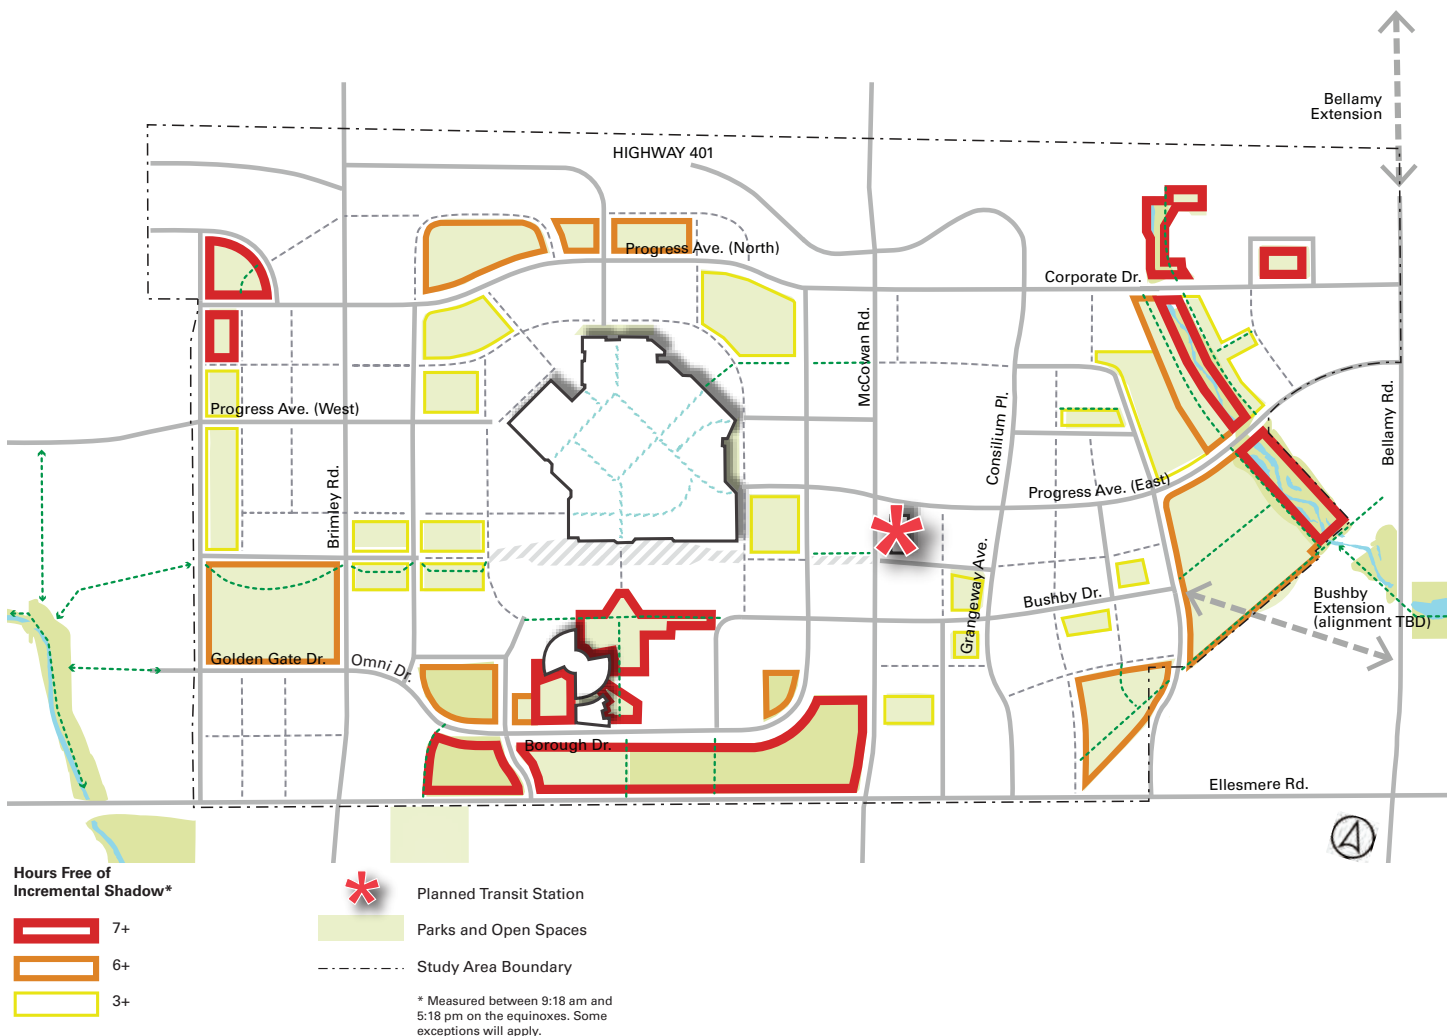 Bellamy
Extension
HIGHWAY 401
Progress Ave. (North)
Corporate Dr.
McCowan Rd.
Progress Ave. (West)
Consilium Pl.
Bellamy Rd.
Brimley Rd.
Progress Ave. (East)
Grangeway Ave.
Bushby Dr.
Bushby
Extension
(alignment TBD)
Golden Gate Dr.
Omni Dr.
Borough Dr.
Ellesmere Rd.
Hours Free of
Incremental Shadow*
7+
6+
3+
Planned Transit Station
Parks and Open Spaces
Study Area Boundary
* Measured between 9:18 am and
5:18 pm on the equinoxes. Some
exceptions will apply.